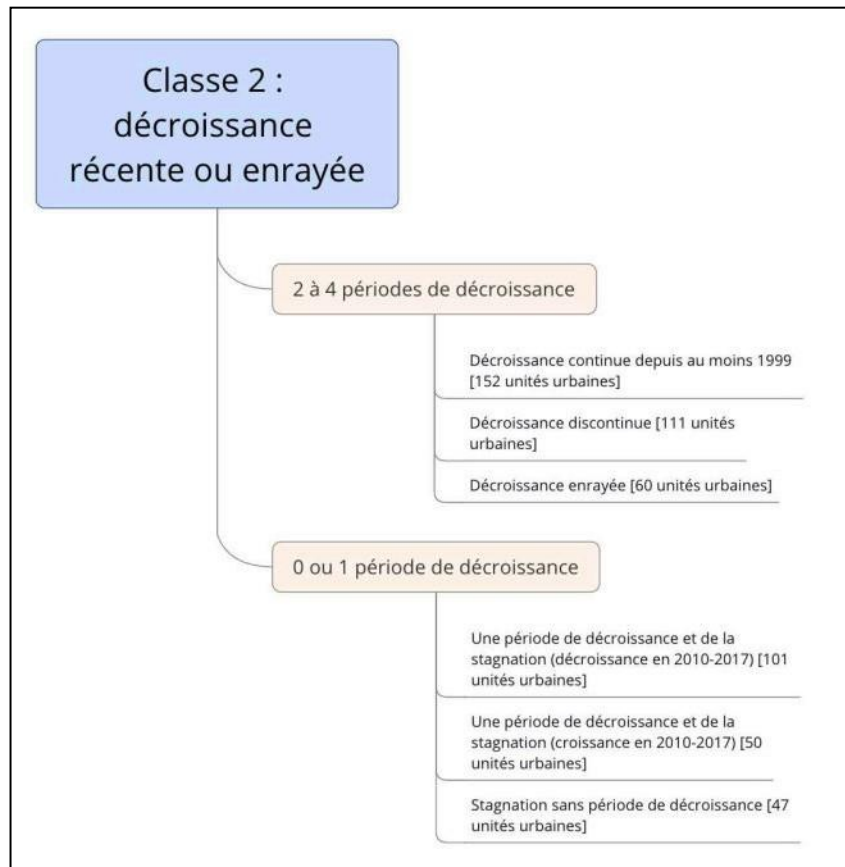 Classe 2 :
décroissance
récente ou enrayée
2 à 4 périodes de décroissance
Décroissance continue depuis au moins 1999
[152 unités urbaines]
Décroissance discontinue [111 unités
urbaines]
Décroissance enrayée [60 unités urbaines]
0 ou 1 période de décroissance
Une période de décroissance et de la
stagnation (décroissance en 2010-2017) [101
unités urbaines]
Une période de décroissance et de la
stagnation (croissance en 2010-2017) [50
unités urbaines]
Stagnation sans période de décroissance [47
unités urbaines]